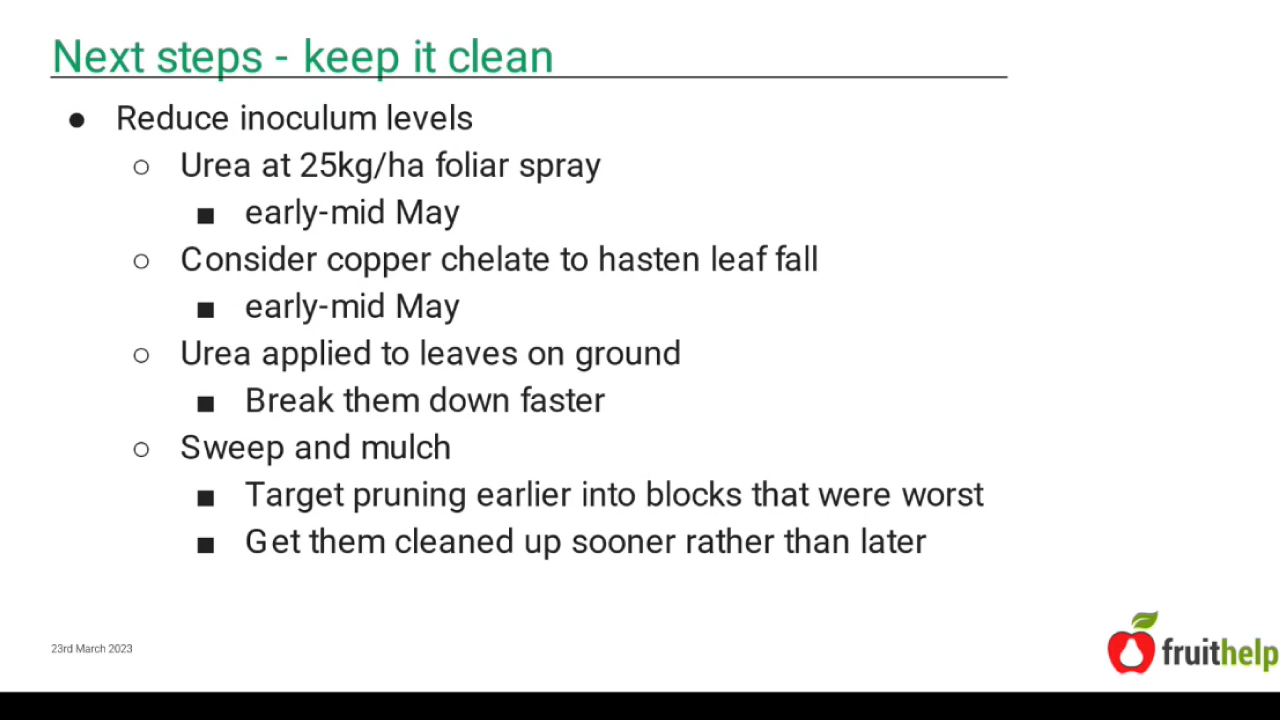 Next steps - keep it clean
● Reduce inoculum levels
○ Urea at 25kg/ha foliar spray
■ early-mid May
○ Consider copper chelate to hasten leaf fall
■ early-mid May
○ Urea applied to leaves on ground
■ Break them down faster
○ Sweep and mulch
■ Target pruning earlier into blocks that were worst
■ Get them cleaned up sooner rather than later
23rd March 2023
fruithelp